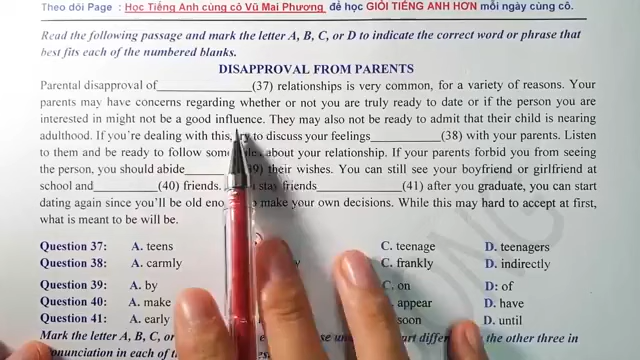 Theo dõi Page : Học Tiếng Anh cùng cô Vũ Mai Phương để học GIỎI TIẾNG ANH HƠN mỗi ngày cùng cô.
Read the following passage and mark the letter A, B, C, or D to indicate the correct word or phrase that
best fits each of the numbered blanks.
DISAPPROVAL FROM PARENTS
Parental disapproval of____________(37) relationships is very common, for a variety of reasons. Your
parents may have concerns regarding whether or not you are truly ready to date or if the person you are
interested in might not be a good influence. They may also not be ready to admit that their child is nearing
adulthood. If you're dealing with this, try to discuss your feelings____________(38) with your parents. Listen
to them and be ready to follow about your relationship. If your parents forbid you from seeing
the person, you should abide their wishes. You can still see your boyfriend or girlfriend at
school and____________(40) friends. stay friends____________(41) after you graduate, you can start
dating again since you'll be old make your own decisions. While this may hard to accept at first,
what is meant to be will be.
Question 37: A. teens C. teenage D. teenagers
Question 38: A. carmly C. frankly D. indirectly
Question 39: A. by C. on D: of
Question 40: A. make appear D. have
Question 41: A. early soon D. until
Mark the letter A, B, C, or the other three in